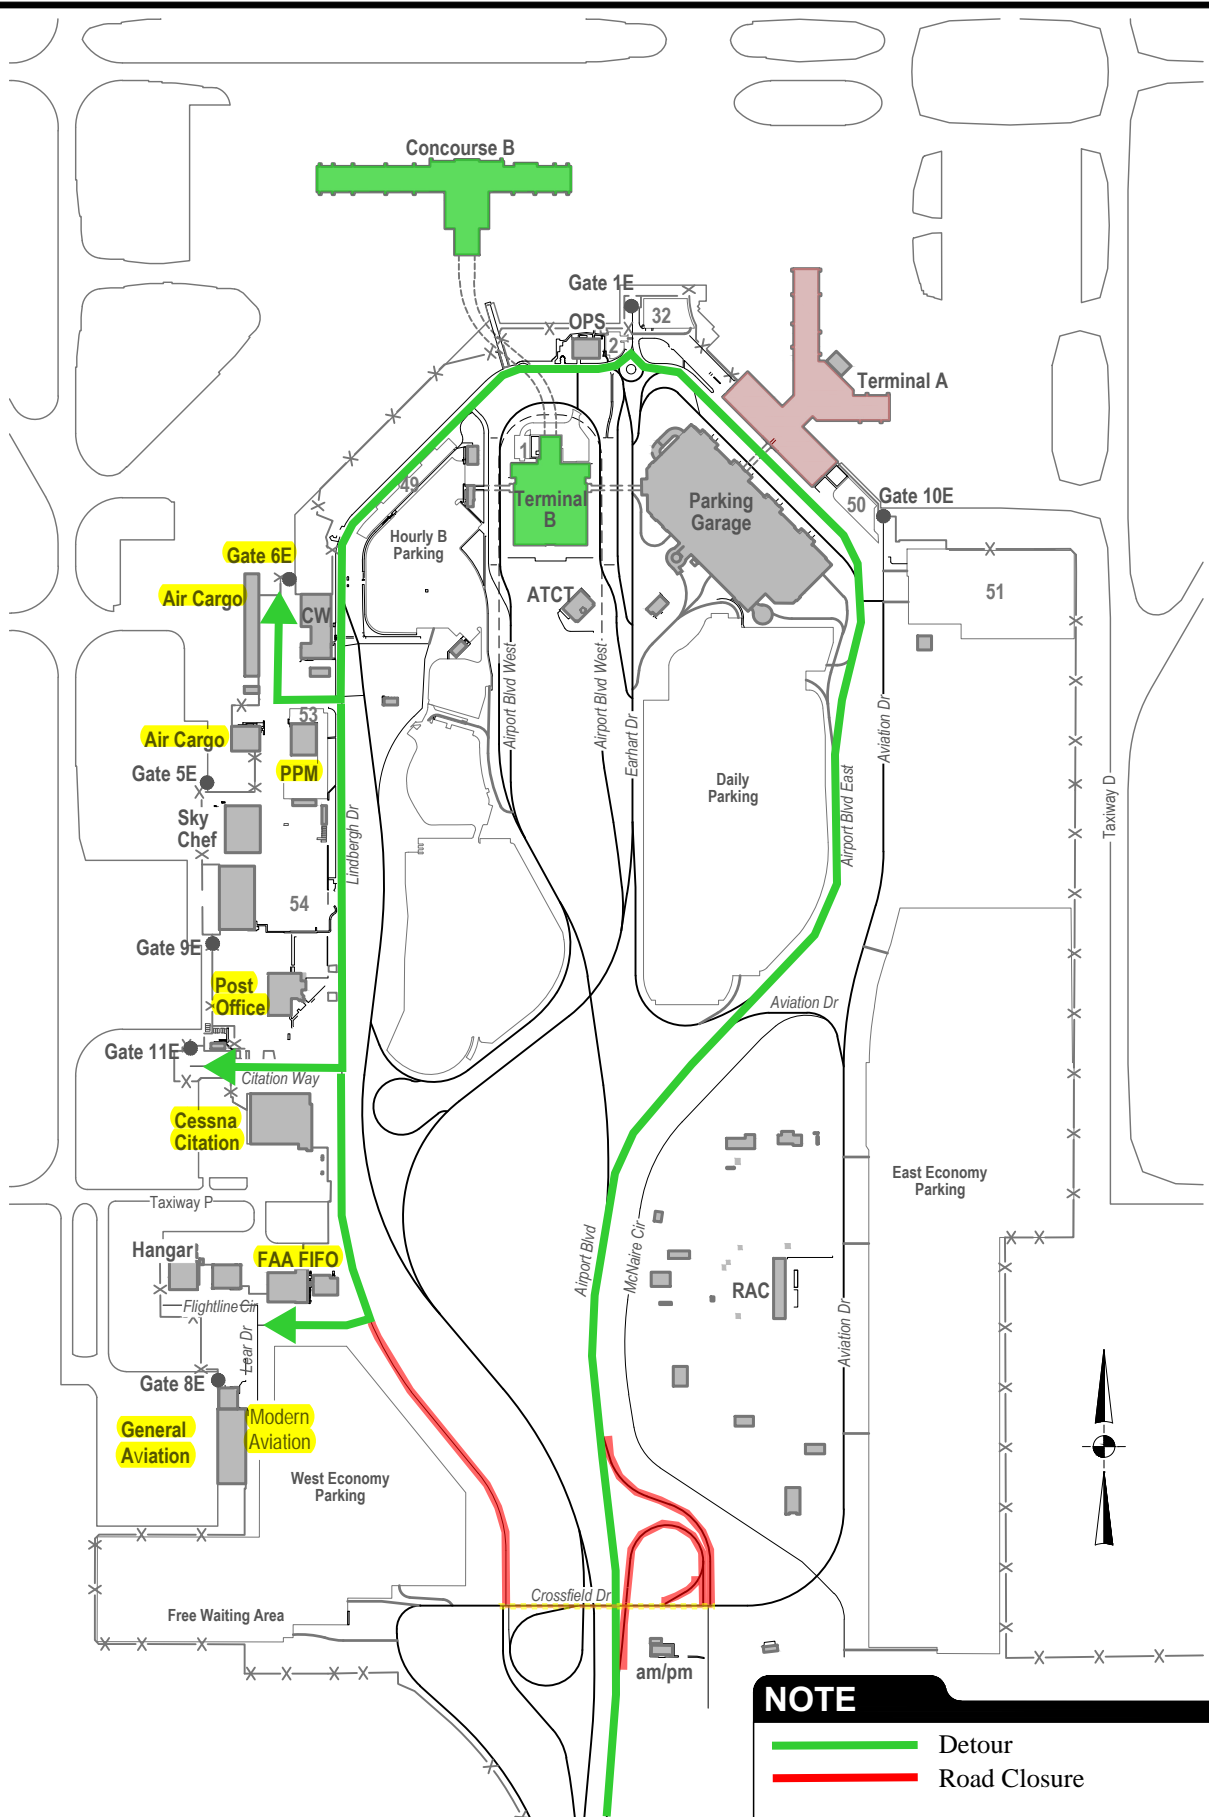 Concourse B
Gate 1E
32
OPS
2
Terminal A
1
49
Terminal
B
Parking
Garage
50
Gate 10E
Hourly B
Parking
Gate 6E
Air Cargo
CW
ATCT
51
Airport Blvd West
Airport Blvd West
Earhart Dr
Aviation Dr
53
Air Cargo
PPM
Gate 5E
Sky
Chef
Lindbergh Dr
Daily
Parking
Airport Blvd East
Taxiway D
54
Gate 9E
Post
Office
Aviation Dr
Gate 11E
Citation Way
Cessna
Citation
East Economy
Parking
Taxiway P
Hangar
FAA FIFO
Airport Blvd
McNaire Cir
RAC
Flightline Cir
Lear Dr
Aviation Dr
Gate 8E
General
Aviation
Modern
Aviation
West Economy
Parking
Crossfield Dr
Free Waiting Area
am/pm
NOTE
Detour
Road Closure